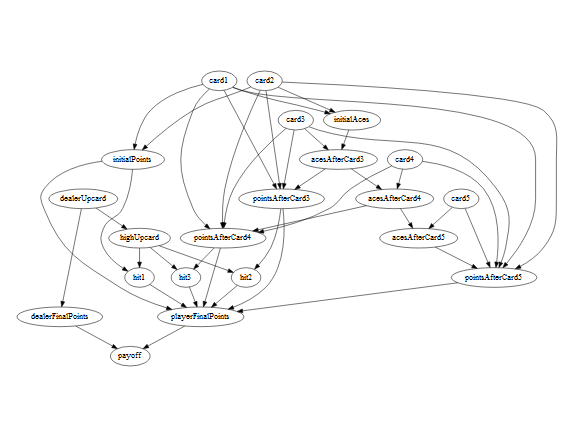 card1 card2
card3 initialAces
initialPoints acesAfterCard3 card4
dealerUpcard pointsAfterCard3 acesAfterCard4 card5
highUpcard pointsAfterCard4 acesAfterCard5
hit1 hit3 hit2 pointsAfterCard5
dealerFinalPoints playerFinalPoints
payoff